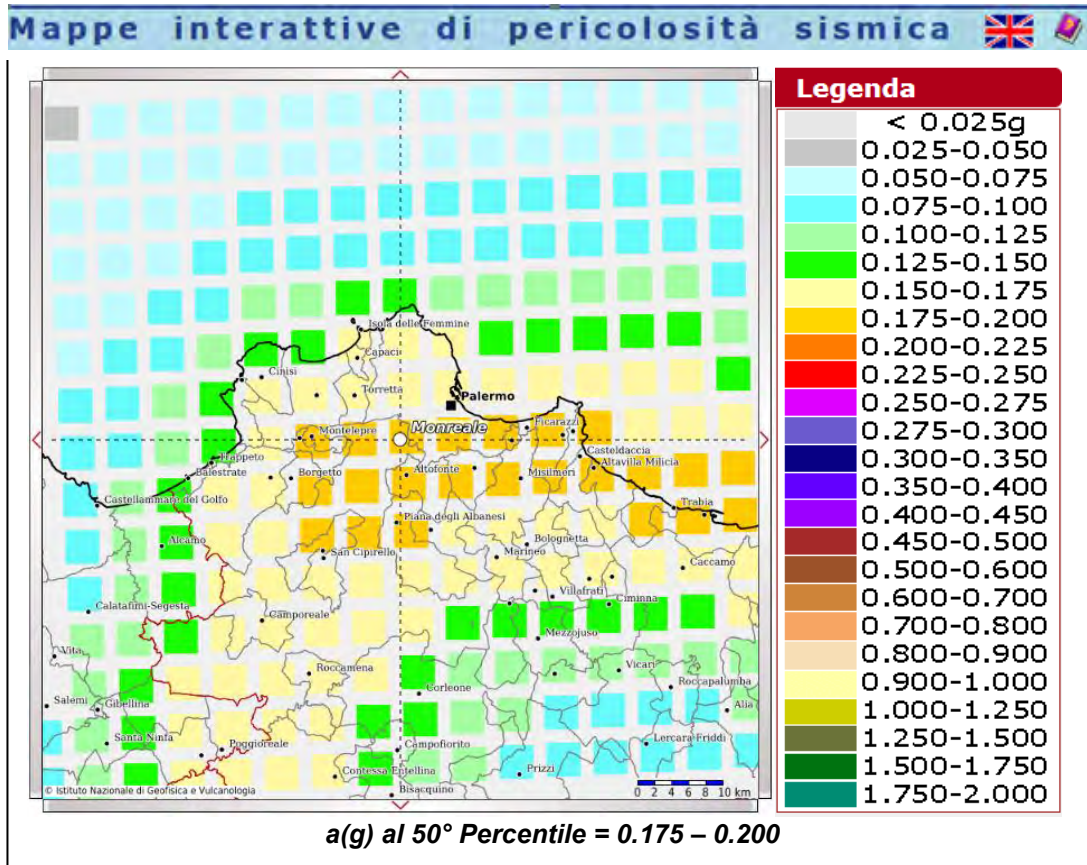 Mappe interattive di pericolosità sismica
Isola delle Femmine
Capaci
Cinisi
Torretta
Palermo
Monreale
Montelepre
Ficarazzi
Casteldaccia
Trappeto
Balestrate
Borgetto
Altofonte
Misilmeri
Altavilla Milicia
Castellammare del Golfo
Trabia
Piana degli Albanesi
Alcamo
San Cipirello
Bolognetta
Marineo
Caccamo
Villafrati
Calatafimi-Segesta
Ciminna
Camporeale
Mezzojuso
Vita
Roccamena
Vicari
Roccapalumba
Salemi
Gibellina
Corleone
Alia
Santa Ninfa
Poggioreale
Campofiorito
Lercara Friddi
Contessa Entellina
Prizzi
Bisacquino
© Istituto Nazionale di Geofisica e Vulcanologia
0 2 4 6 8 10 km
Legenda
< 0.025g
0.025-0.050
0.050-0.075
0.075-0.100
0.100-0.125
0.125-0.150
0.150-0.175
0.175-0.200
0.200-0.225
0.225-0.250
0.250-0.275
0.275-0.300
0.300-0.350
0.350-0.400
0.400-0.450
0.450-0.500
0.500-0.600
0.600-0.700
0.700-0.800
0.800-0.900
0.900-1.000
1.000-1.250
1.250-1.500
1.500-1.750
1.750-2.000
a(g) al 50° Percentile = 0.175 – 0.200